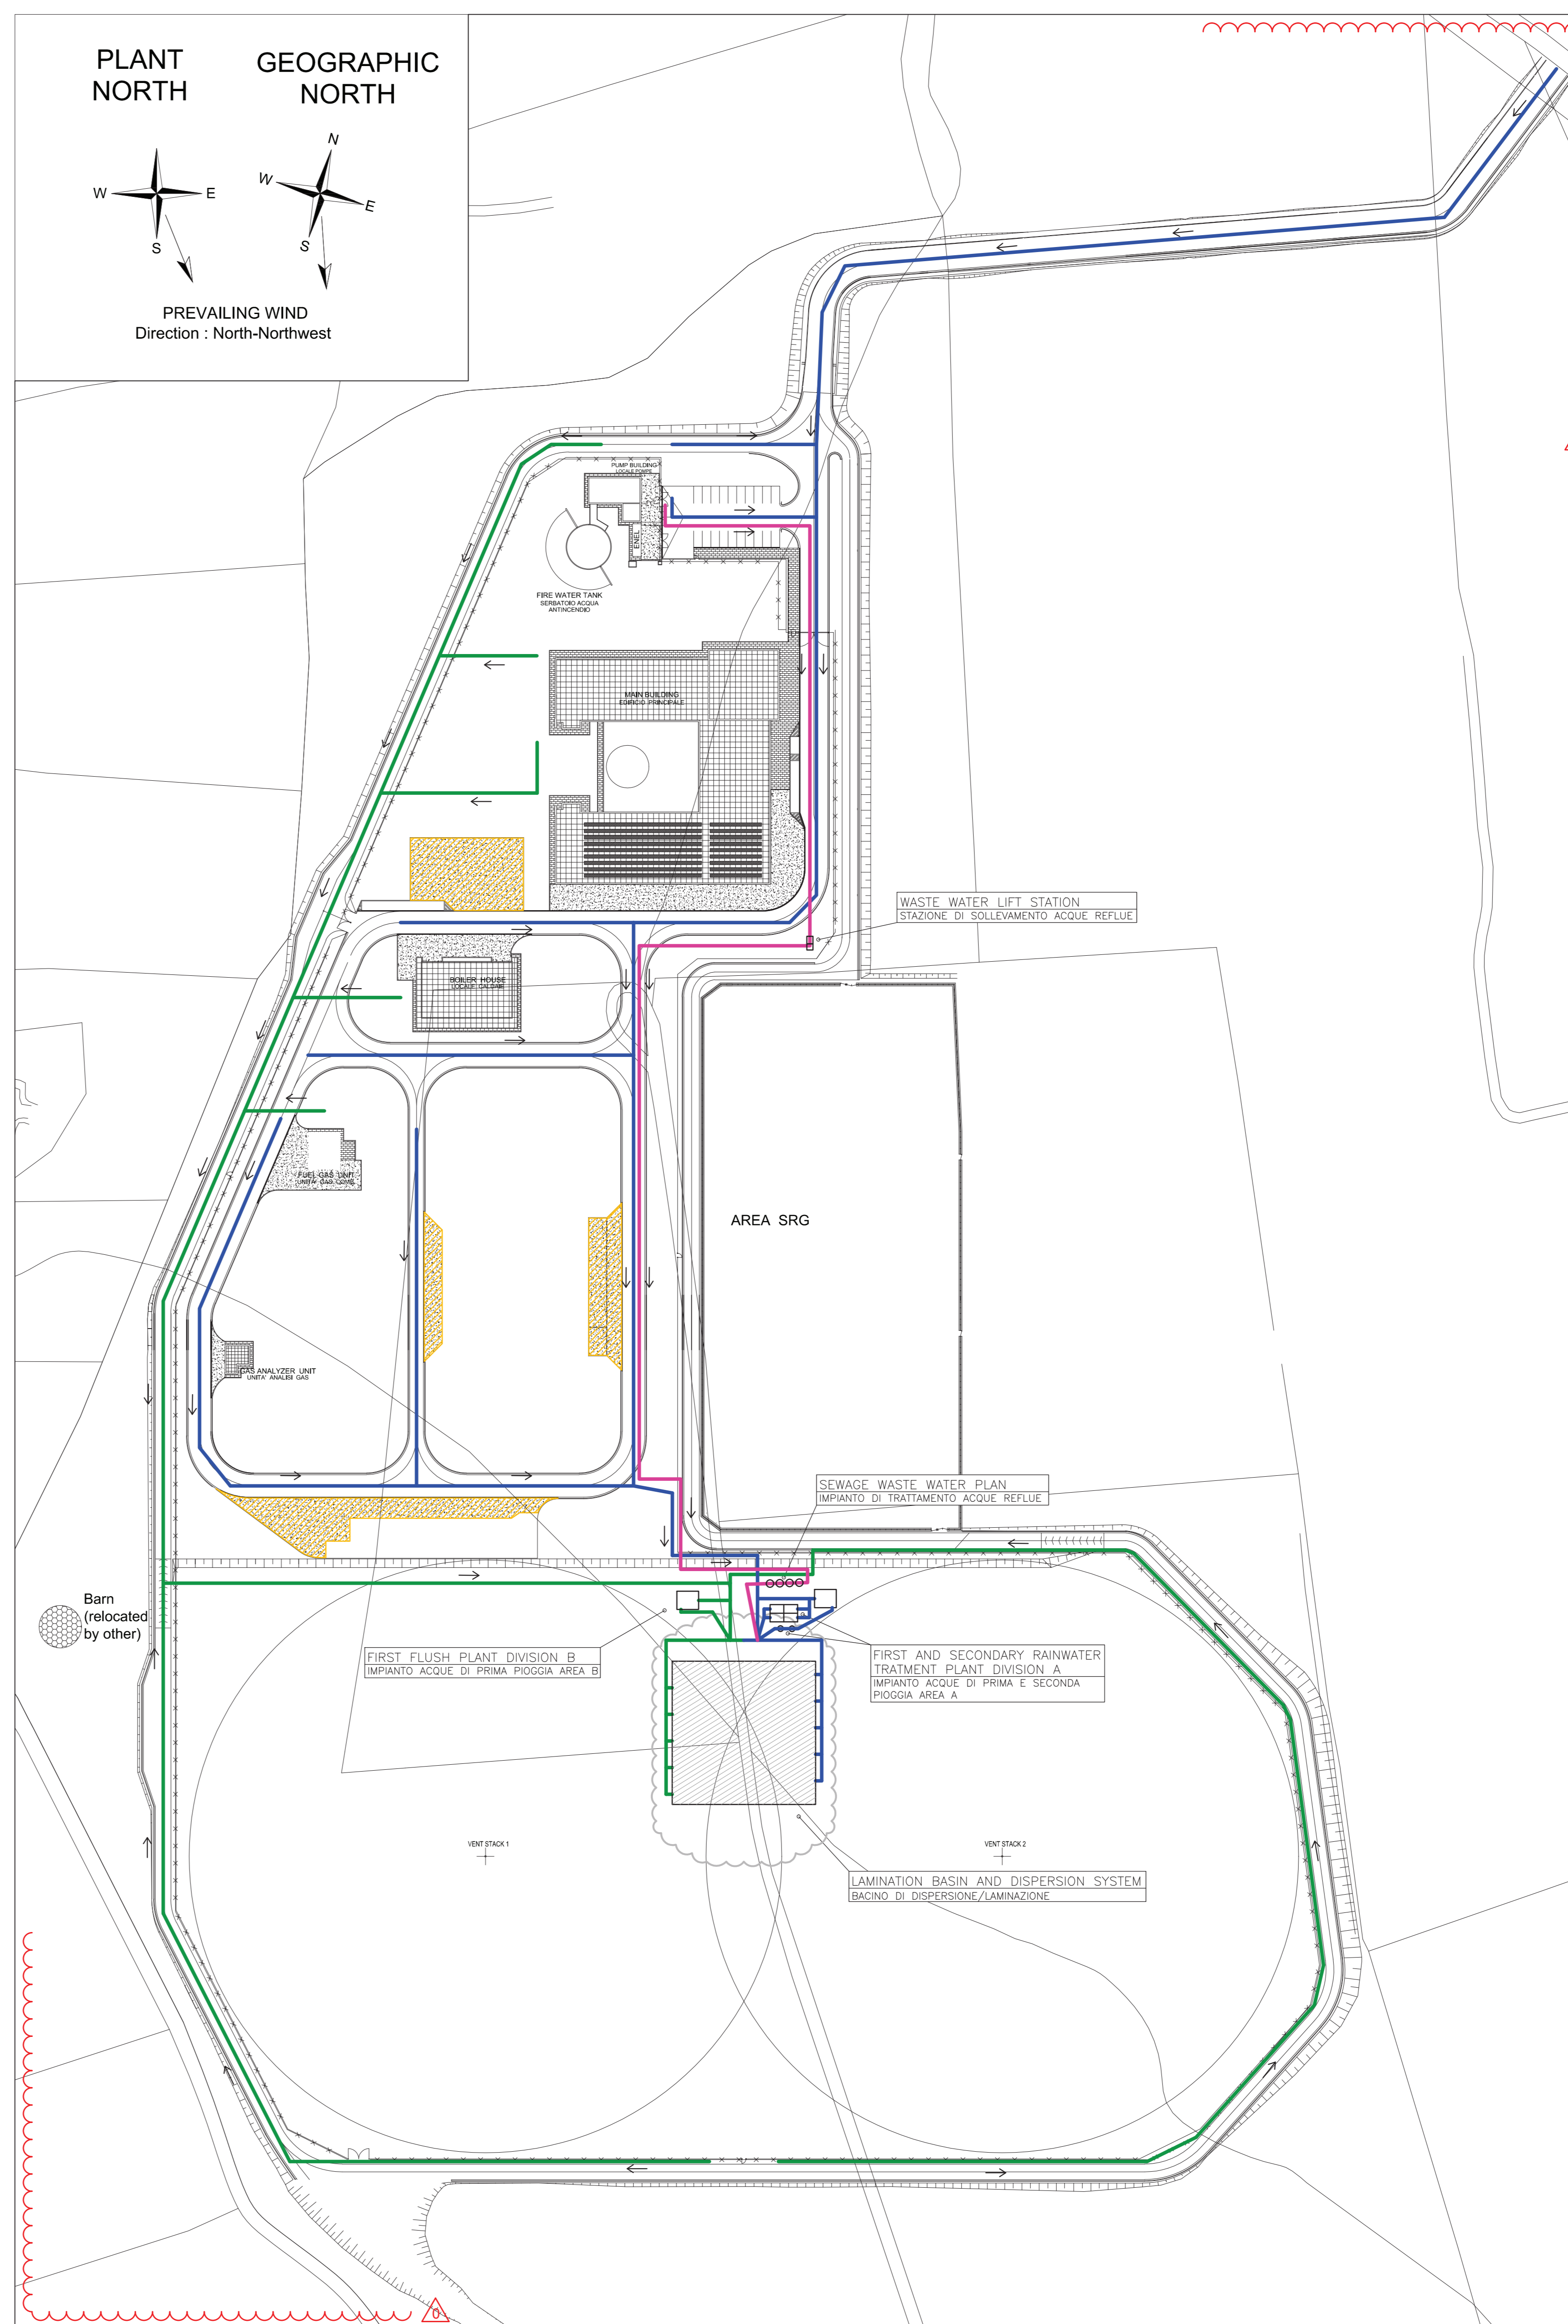 PLANT
NORTH
GEOGRAPHIC
NORTH
W
E
S
N
W
E
S
PREVAILING WIND
Direction : North-Northwest
PUMP BUILDING
LOCALE POMPE
ENEL
FIRE WATER TANK
SERBATOIO ACQUA
ANTINCENDIO
MAIN BUILDING
EDIFICIO PRINCIPALE
WASTE WATER LIFT STATION
STAZIONE DI SOLLEVAMENTO ACQUE REFLUE
BOILER HOUSE
LOCALE CALDAIE
FUEL GAS UNIT
UNITA' GAS COMB.
AREA SRG
GAS ANALYZER UNIT
UNITA' ANALISI GAS
SEWAGE WASTE WATER PLAN
IMPIANTO DI TRATTAMENTO ACQUE REFLUE
Barn
(relocated
by other)
FIRST FLUSH PLANT DIVISION B
IMPIANTO ACQUE DI PRIMA PIOGGIA AREA B
FIRST AND SECONDARY RAINWATER
TRATMENT PLANT DIVISION A
IMPIANTO ACQUE DI PRIMA E SECONDA
PIOGGIA AREA A
VENT STACK 1
VENT STACK 2
LAMINATION BASIN AND DISPERSION SYSTEM
BACINO DI DISPERSIONE/LAMINAZIONE
0